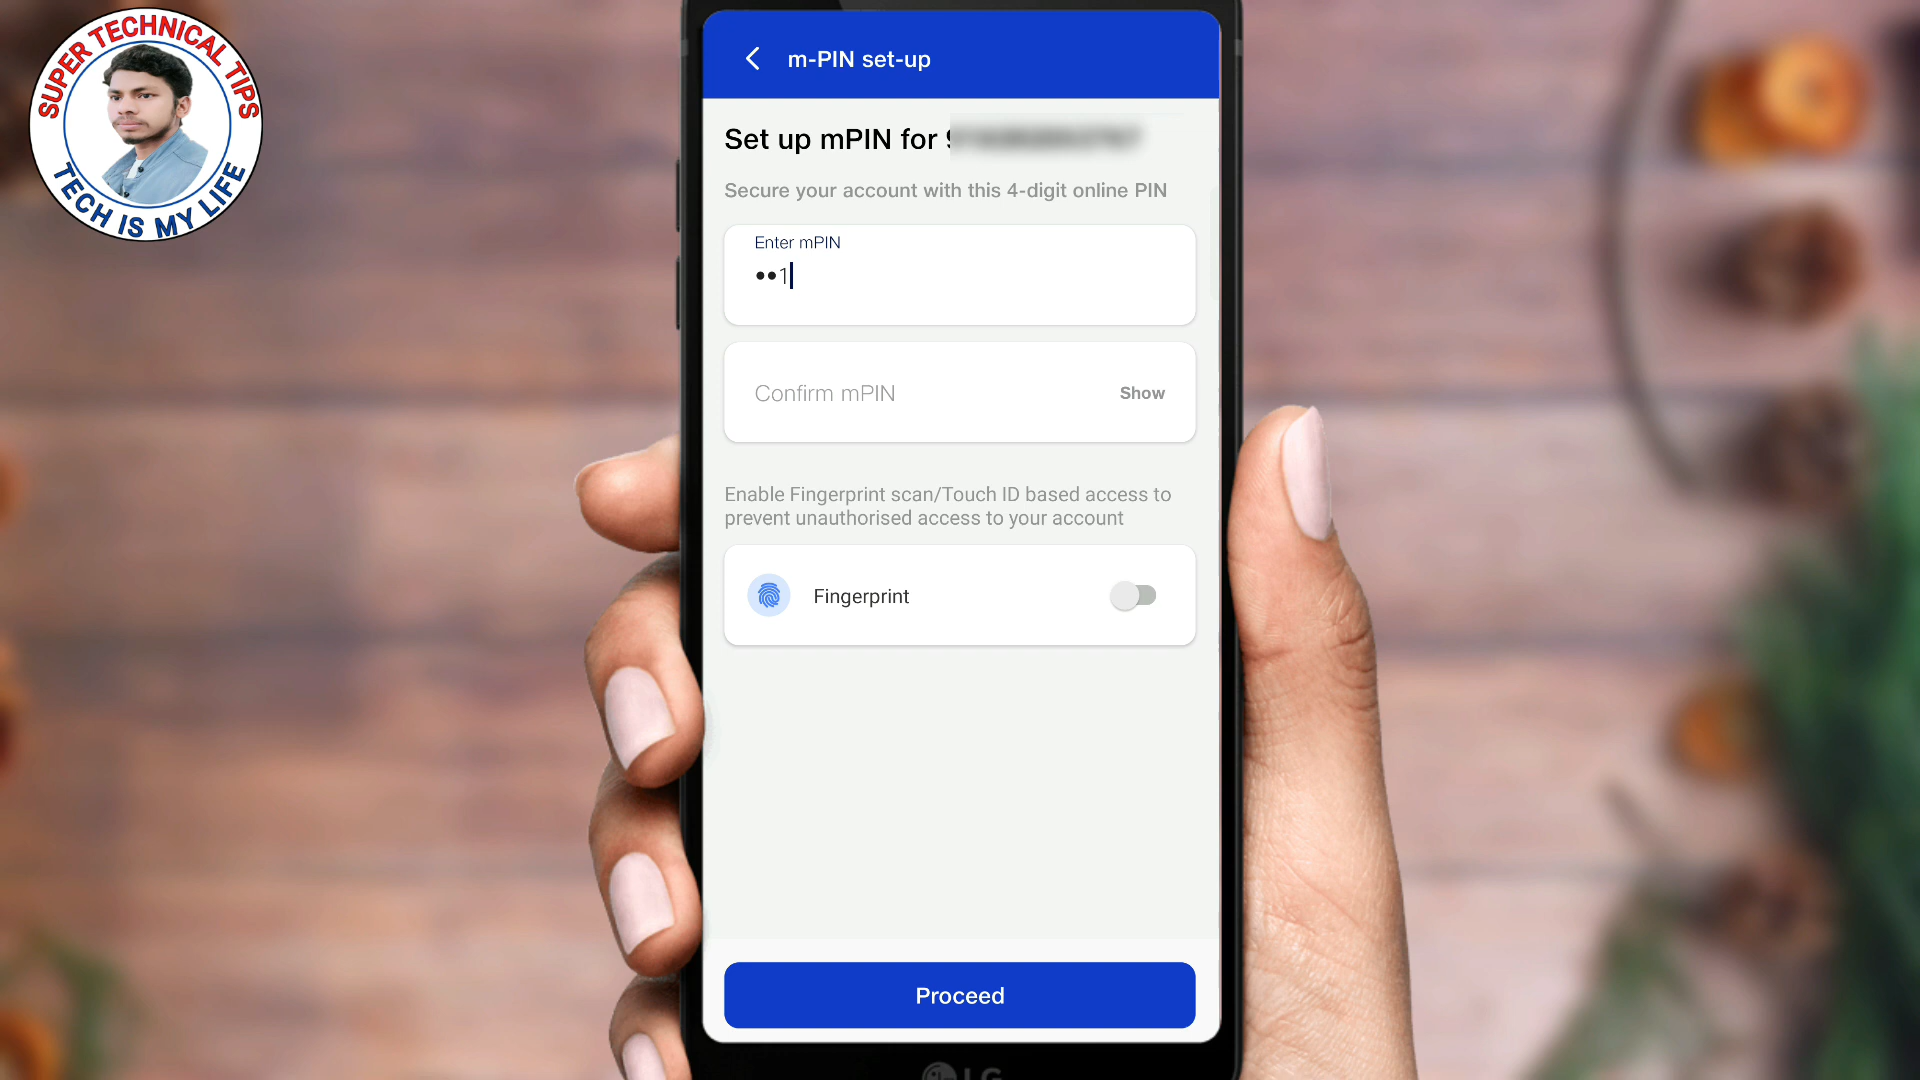 SUPER TECHNICAL TIPS
TECH IS MY LIFE
m-PIN set-up
Set up mPIN for
Secure your account with this 4-digit online PIN
Enter mPIN
••1
Confirm mPIN
Show
Enable Fingerprint scan/Touch ID based access to
prevent unauthorised access to your account
Fingerprint
Proceed
LG